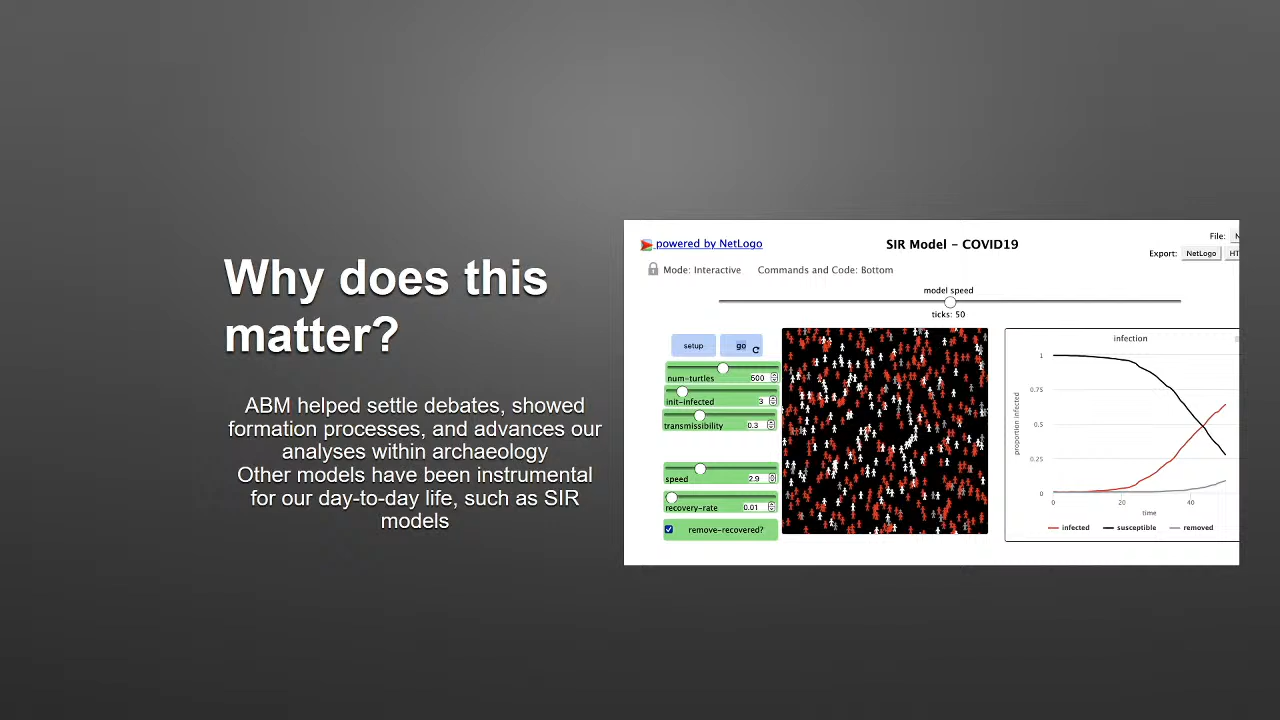 Why does this
matter?
ABM helped settle debates, showed
formation processes, and advances our
analyses within archaeology
Other models have been instrumental
for our day-to-day life, such as SIR
models
powered by NetLogo
SIR Model - COVID19
File:
Export: NetLogo
Mode: Interactive Commands and Code: Bottom
model speed
ticks: 50
setup
go
num-turtles 600
init-infected 3
transmissibility 0.3
speed 2.9
recovery-rate 0.01
remove-recovered?
infection
proportion infected
1
0.75
0.5
0.25
0
0 20 40
time
infected susceptible removed